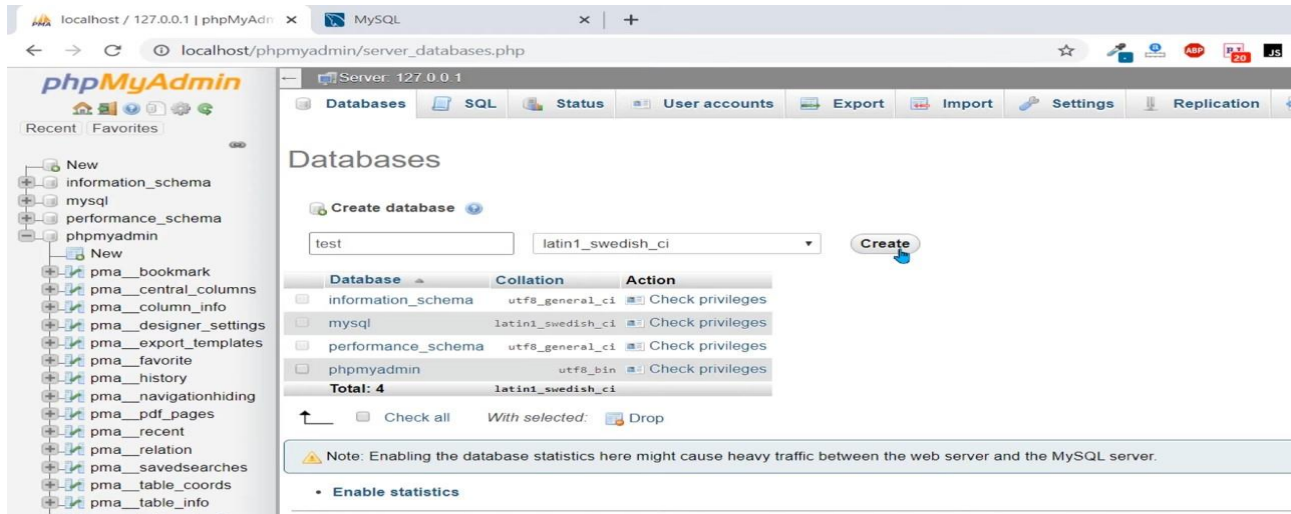 localhost / 127.0.0.1 | phpMyAdn
MySQL
localhost/phpmyadmin/server_databases.php
ABP
20
JS
phpMyAdmin
Recent Favorites
New
information_schema
mysql
performance_schema
phpmyadmin
New
pma__bookmark
pma__central_columns
pma__column_info
pma__designer_settings
pma__export_templates
pma__favorite
pma__history
pma__navigationhiding
pma__pdf_pages
pma__recent
pma__relation
pma__savedsearches
pma__table_coords
pma__table_info
Server: 127.0.0.1
Databases SQL Status User accounts Export Import Settings Replication
Databases
Create database
test latin1_swedish_ci Create
Database Collation Action
information_schema utf8_general_ci Check privileges
mysql latin1_swedish_ci Check privileges
performance_schema utf8_general_ci Check privileges
phpmyadmin utf8_bin Check privileges
Total: 4 latin1_swedish_ci
Check all With selected: Drop
Note: Enabling the database statistics here might cause heavy traffic between the web server and the MySQL server.
• Enable statistics